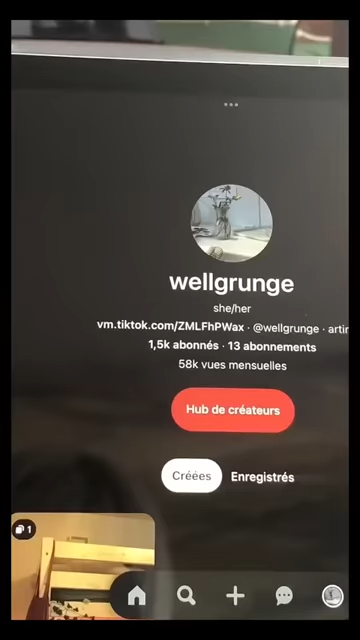 wellgrunge
she/her
vm.tiktok.com/ZMLFhPWax · @wellgrunge ·
1,5k abonnés · 13 abonnements
58k vues mensuelles
Hub de créateurs
Créées Enregistrés
1